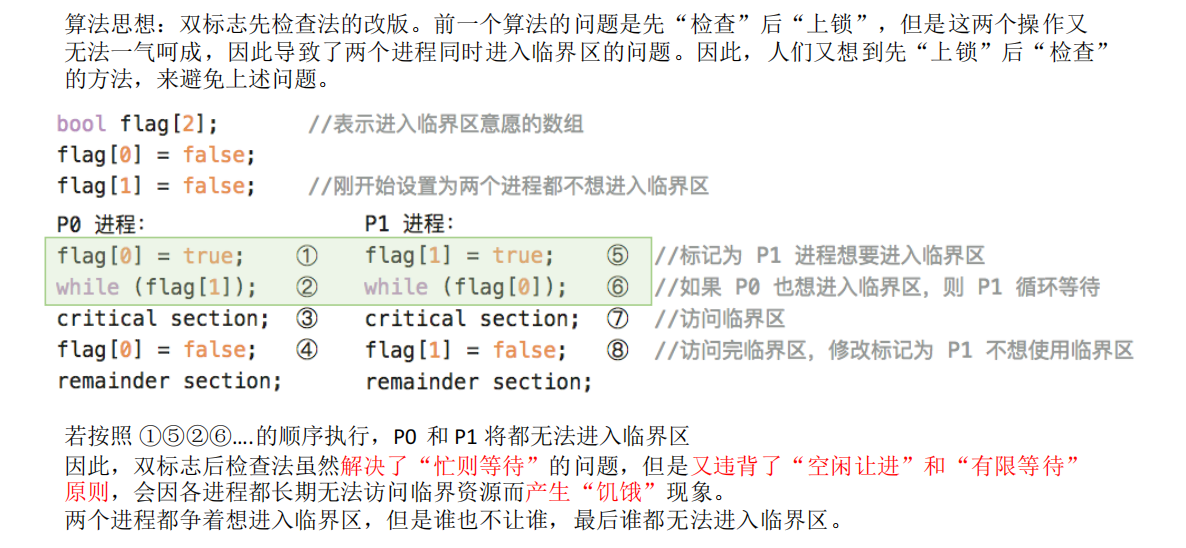 算法思想：双标志先检查法的改版。前一个算法的问题是先“检查”后“上锁”，但是这两个操作又
无法一气呵成，因此导致了两个进程同时进入临界区的问题。因此，人们又想到先“上锁”后“检查”
的方法，来避免上述问题。
bool flag[2]; //表示进入临界区意愿的数组
flag[0] = false;
flag[1] = false; //刚开始设置为两个进程都不想进入临界区
P0 进程: P1 进程:
flag[0] = true; ① flag[1] = true; ⑤ //标记为 P1 进程想要进入临界区
while (flag[1]); ② while (flag[0]); ⑥ //如果 P0 也想进入临界区，则 P1 循环等待
critical section; ③ critical section; ⑦ //访问临界区
flag[0] = false; ④ flag[1] = false; ⑧ //访问完临界区，修改标记为 P1 不想使用临界区
remainder section; remainder section;
若按照 ①⑤②⑥....的顺序执行，P0 和 P1 将都无法进入临界区
因此，双标志后检查法虽然解决了“忙则等待”的问题，但是又违背了“空闲让进”和“有限等待”
原则，会因各进程都长期无法访问临界资源而产生“饥饿”现象。
两个进程都争着想进入临界区，但是谁也不让谁，最后谁都无法进入临界区。